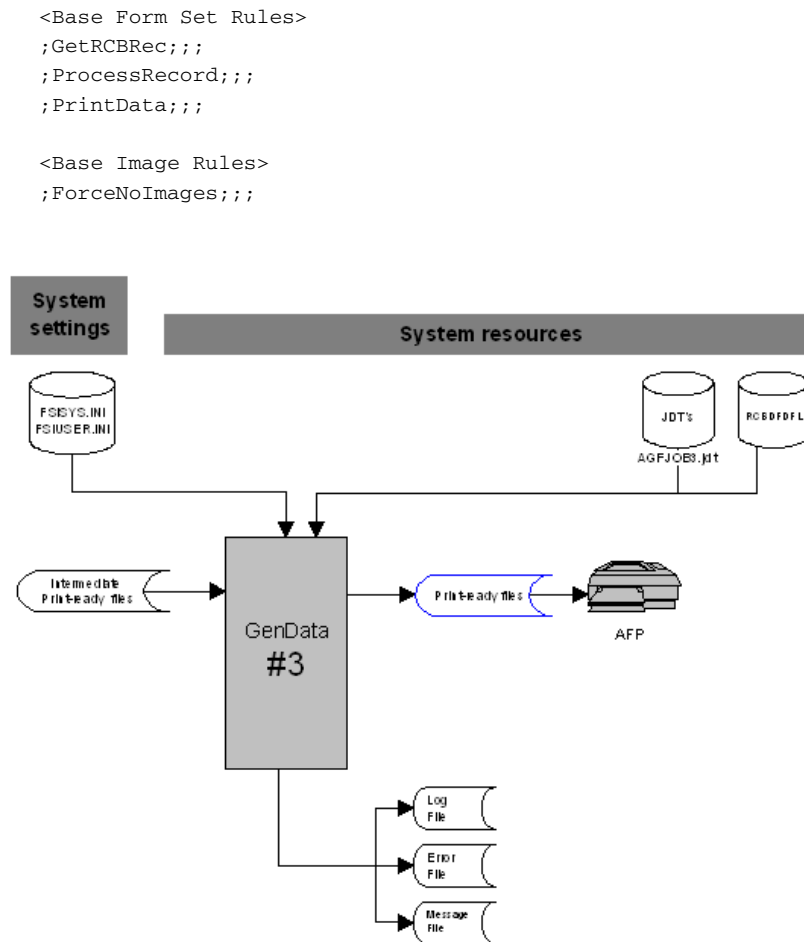 <Base Form Set Rules>
;GetRCBRec;;;
;ProcessRecord;;;
;PrintData;;;
<Base Image Rules>
;ForceNoImages;;;
System
settings
System resources
FSISYS.INI
FSIUSER.INI
JDT's
AGFJOB3.jdt
RCBDFDFL
Intermediate
Print-ready files
GenData
#3
Print-ready files
AFP
Log
File
Error
File
Message
File